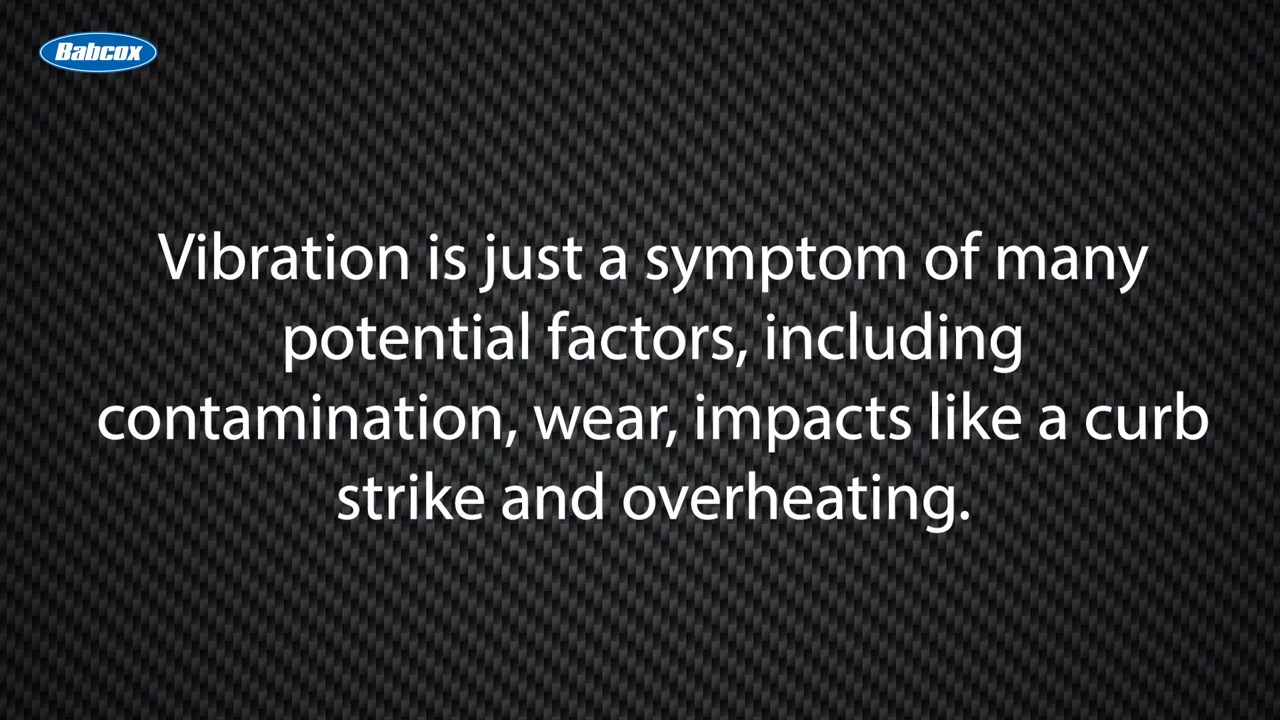 Babcox
Vibration is just a symptom of many
potential factors, including
contamination, wear, impacts like a curb
strike and overheating.